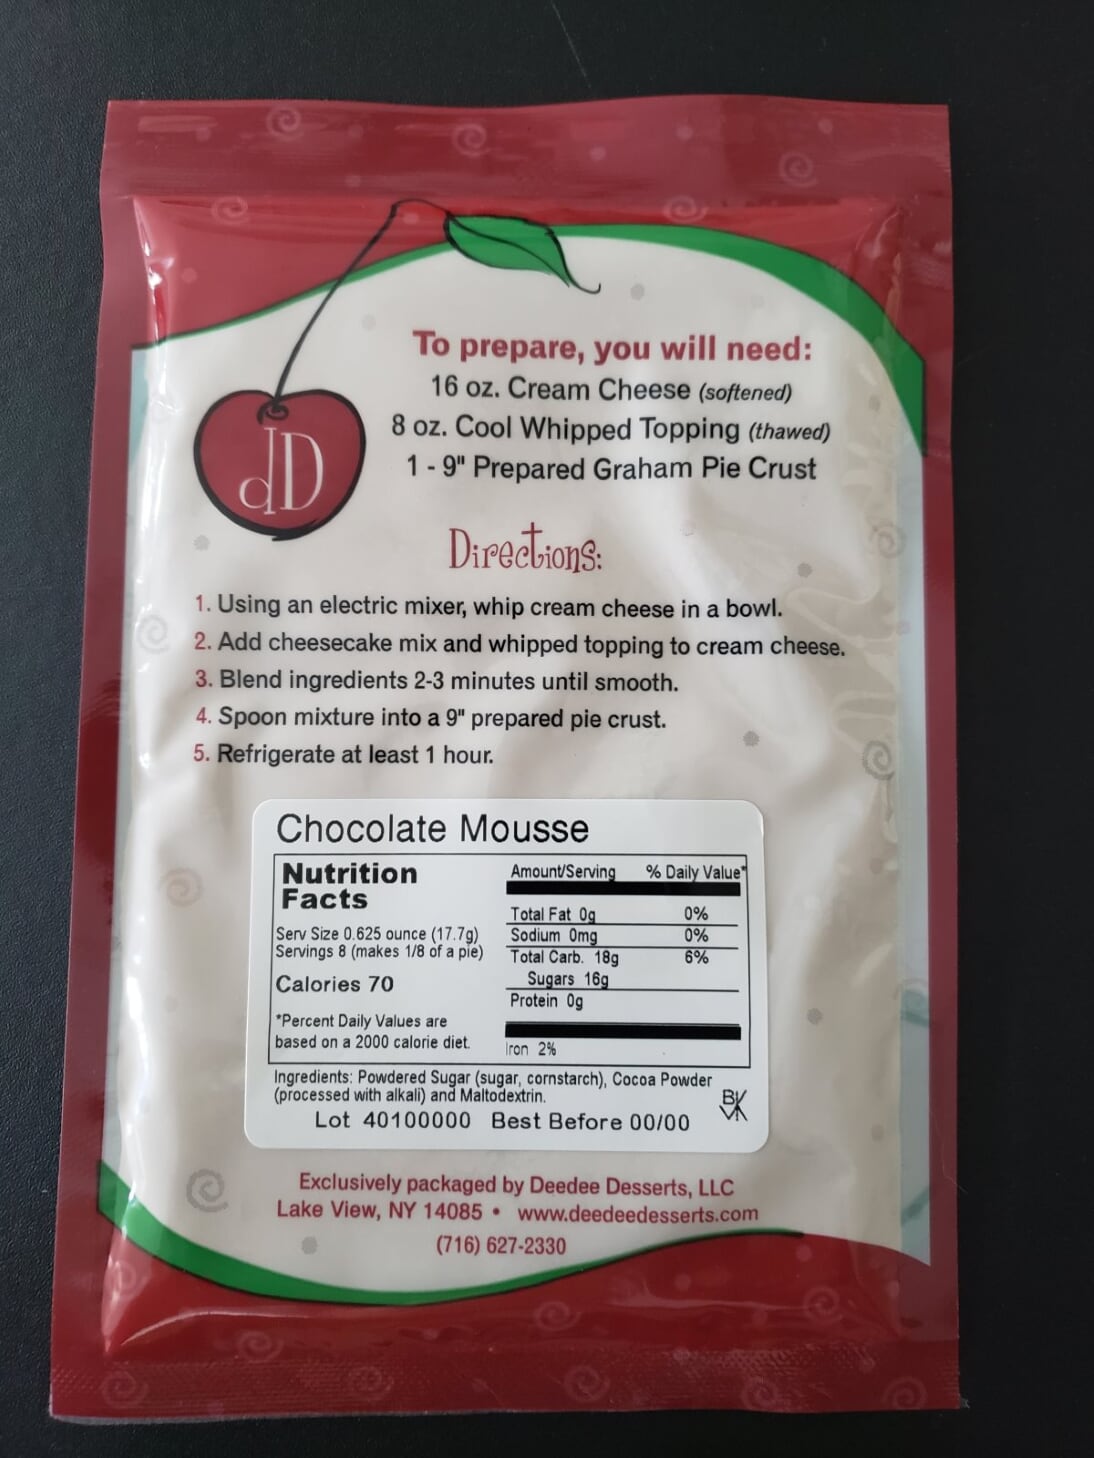 To prepare, you will need:
16 oz. Cream Cheese (softened)
8 oz. Cool Whipped Topping (thawed)
1 - 9" Prepared Graham Pie Crust
dD
Directions:
1. Using an electric mixer, whip cream cheese in a bowl.
2. Add cheesecake mix and whipped topping to cream cheese.
3. Blend ingredients 2-3 minutes until smooth.
4. Spoon mixture into a 9" prepared pie crust.
5. Refrigerate at least 1 hour.
Chocolate Mousse
Nutrition
Facts
Serv Size 0.625 ounce (17.7g)
Servings 8 (makes 1/8 of a pie)
Calories 70
*Percent Daily Values are
based on a 2000 calorie diet.
Amount/Serving % Daily Value*
Total Fat 0g 0%
Sodium 0mg 0%
Total Carb. 18g 6%
Sugars 16g
Protein 0g
Iron 2%
Ingredients: Powdered Sugar (sugar, cornstarch), Cocoa Powder
(processed with alkali) and Maltodextrin.
BVK
Lot 40100000 Best Before 00/00
Exclusively packaged by Deedee Desserts, LLC
Lake View, NY 14085 • www.deedeedesserts.com
(716) 627-2330